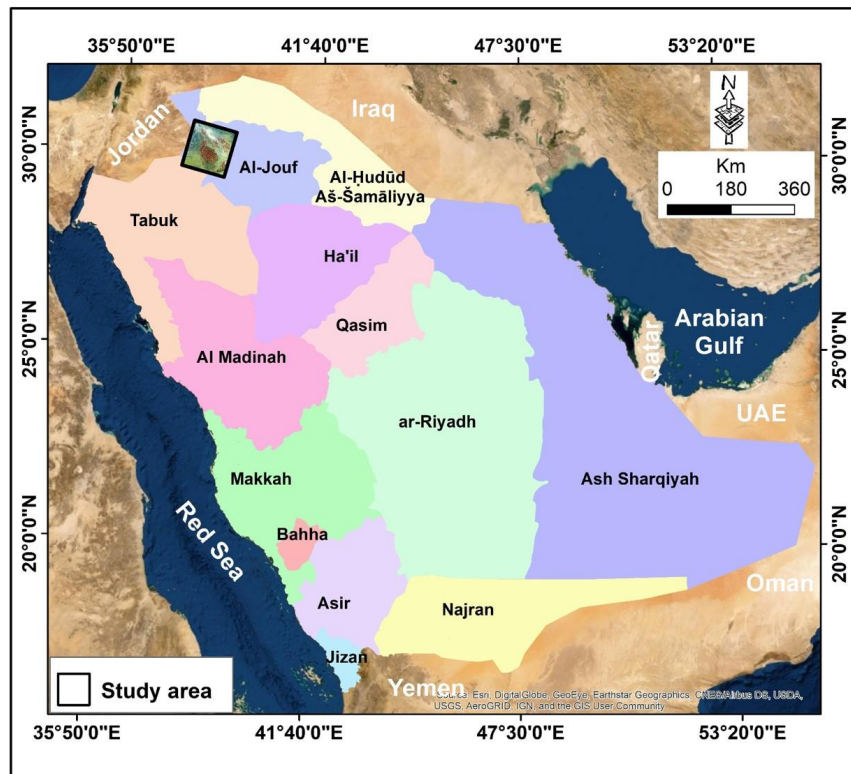 35°50'0"E
41°40'0"E
47°30'0"E
53°20'0"E
N
Iraq
Jordan
30°0'0"N
30°0'0"N
Km
0 180 360
Al-Jouf
Al-Ḥudūd
Aš-Šamāliyya
Tabuk
Ha'il
Qasim
Arabian
Gulf
Qatar
25°0'0"N
25°0'0"N
Al Madinah
UAE
ar-Riyadh
Makkah
Ash Sharqiyah
Red Sea
Bahha
20°0'0"N
20°0'0"N
Oman
Asir
Najran
Jizan
Study area
Yemen
Source: Esri, DigitalGlobe, GeoEye, Earthstar Geographics, CNES/Airbus DS, USDA,
USGS, AeroGRID, IGN, and the GIS User Community
35°50'0"E
41°40'0"E
47°30'0"E
53°20'0"E